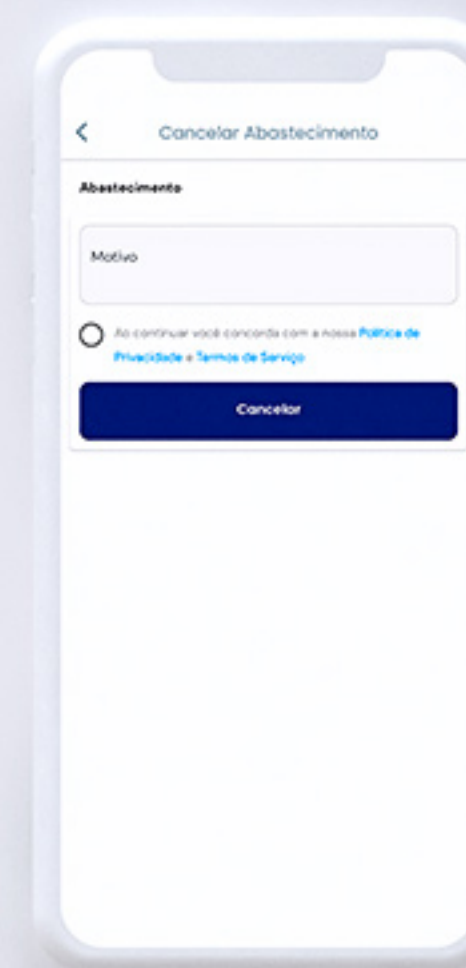 Cancelar Abastecimento
Abastecimento
Motivo
Ao continuar você concorda com a nossa Política de
Privacidade e Termos de Serviço
Cancelar